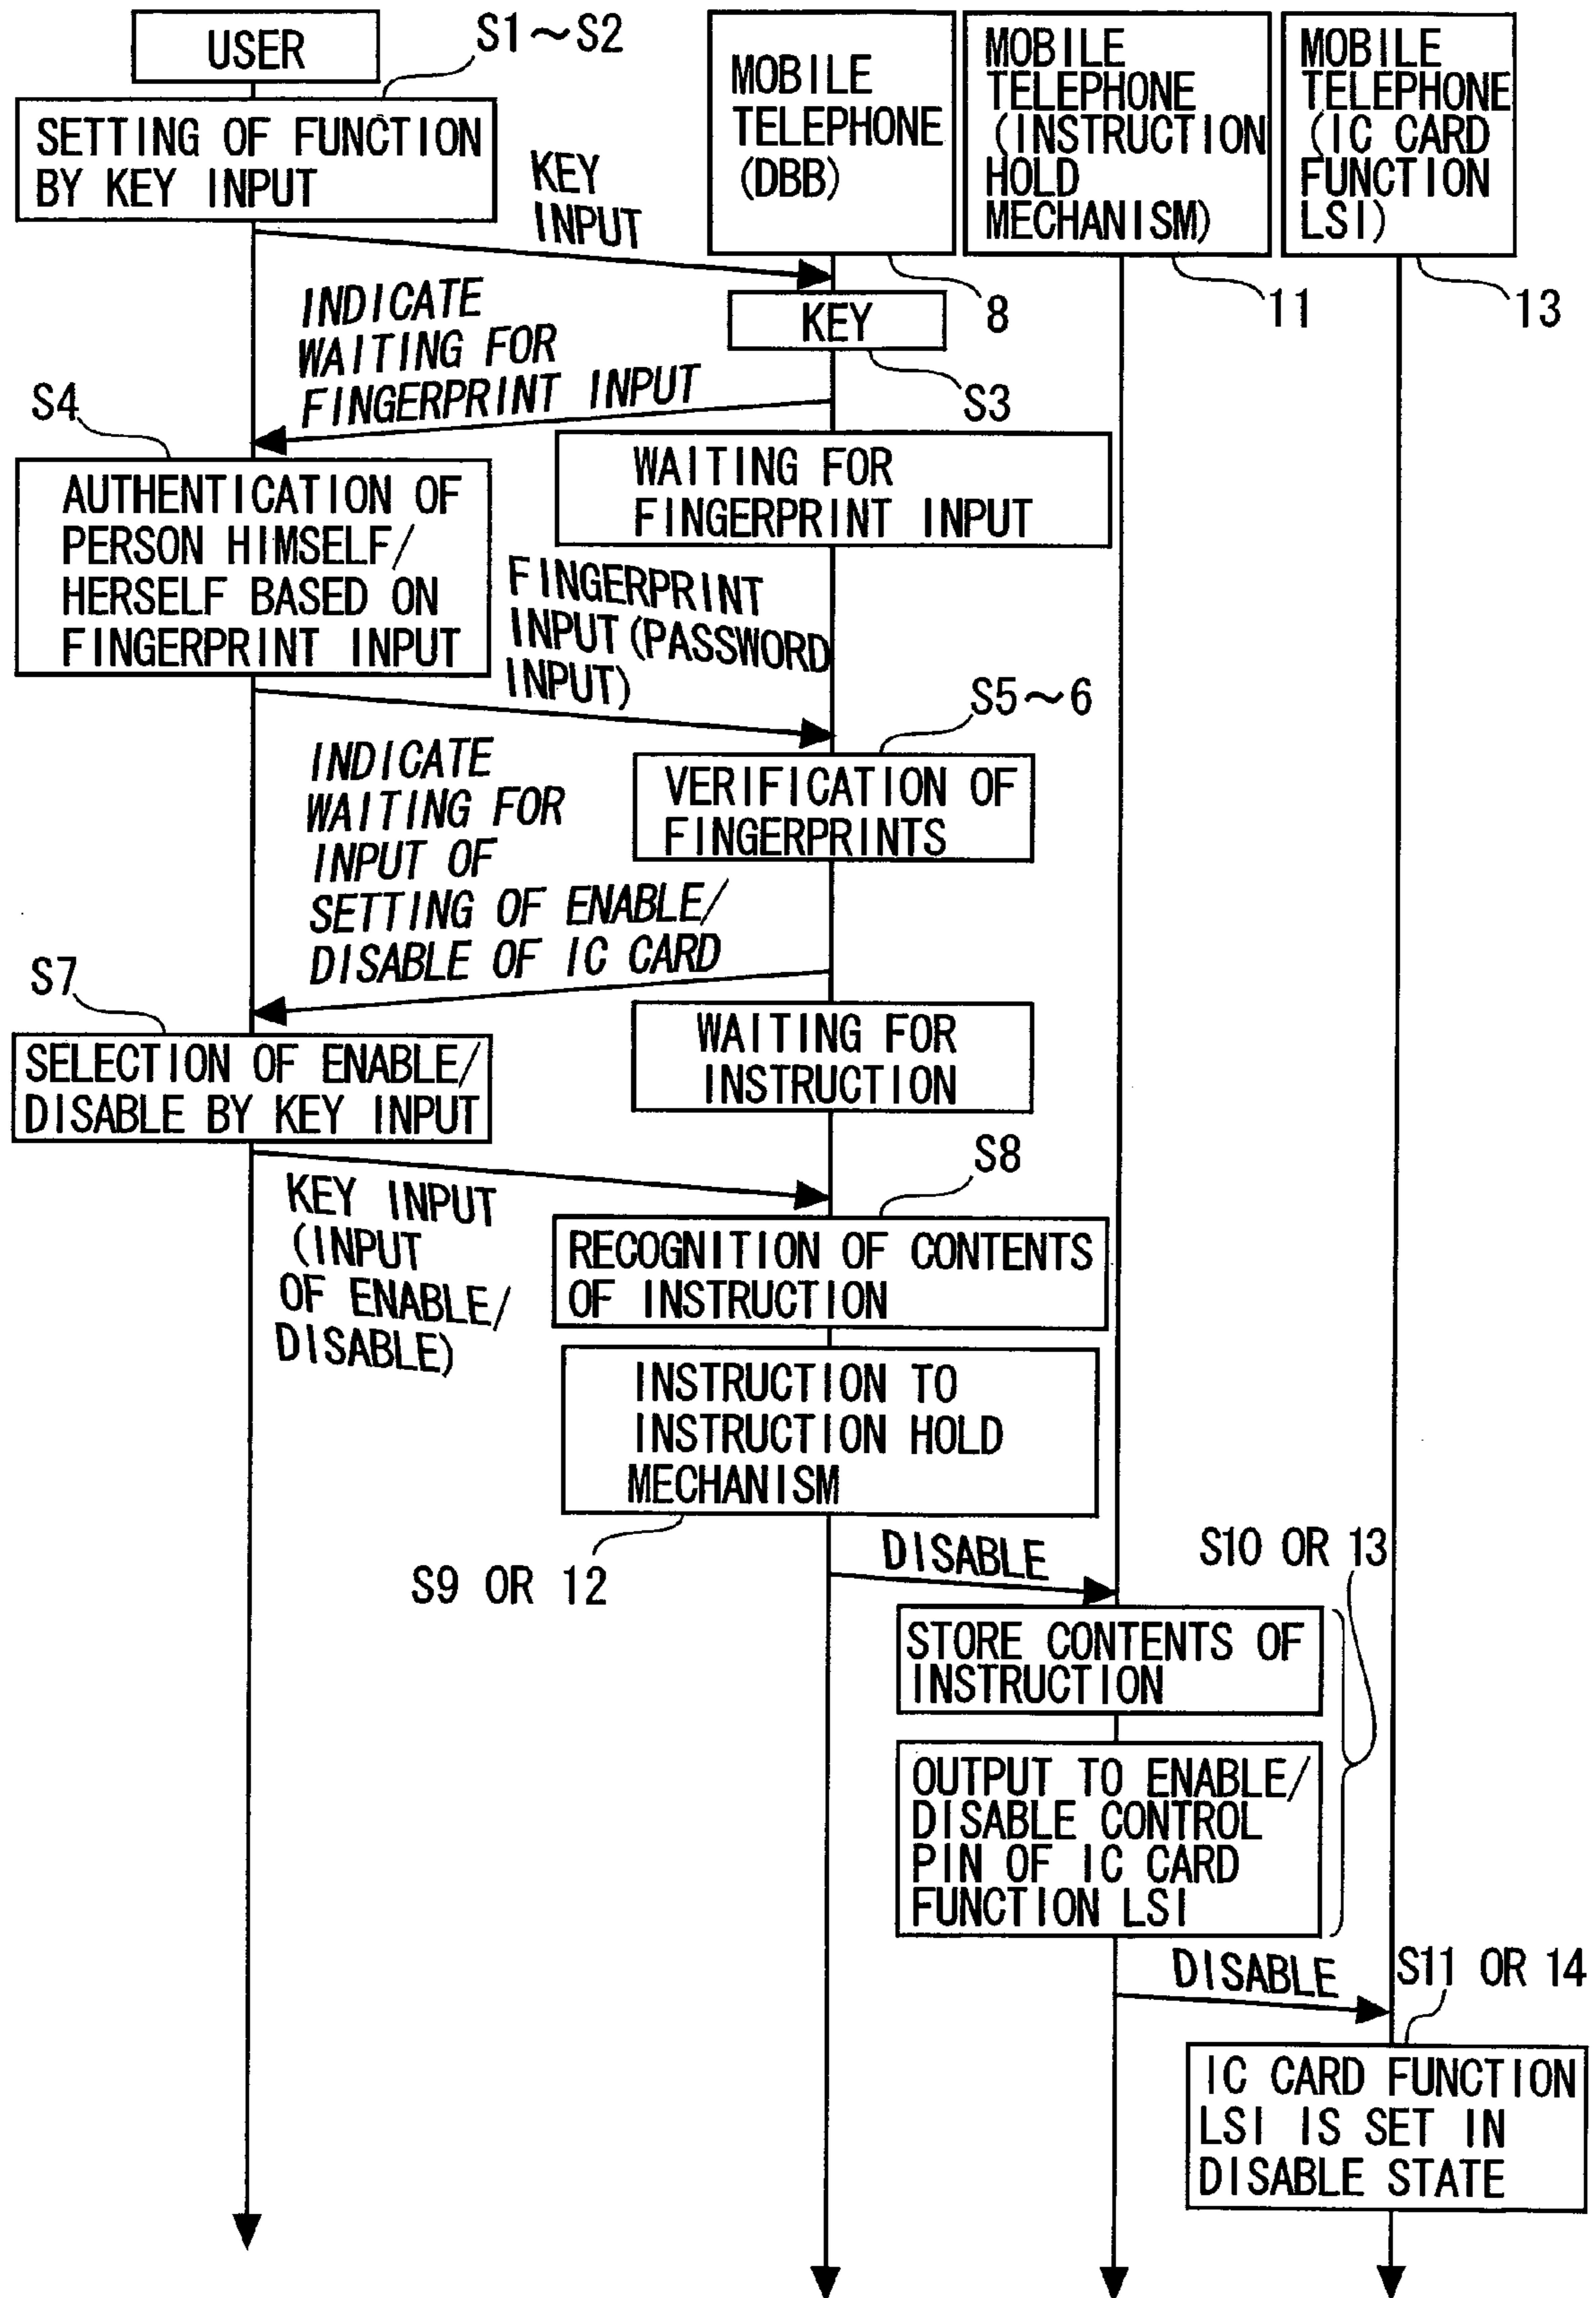 USER
S1～S2
MOBILE
TELEPHONE
(DBB)
MOBILE
TELEPHONE
(INSTRUCTION
HOLD
MECHANISM)
MOBILE
TELEPHONE
(IC CARD
FUNCTION
LSI)
SETTING OF FUNCTION
BY KEY INPUT
KEY
INPUT
8
11
13
KEY
S3
INDICATE
WAITING FOR
FINGERPRINT INPUT
S4
WAITING FOR
FINGERPRINT INPUT
AUTHENTICATION OF
PERSON HIMSELF/
HERSELF BASED ON
FINGERPRINT INPUT
FINGERPRINT
INPUT (PASSWORD
INPUT)
S5～6
VERIFICATION OF
FINGERPRINTS
INDICATE
WAITING FOR
INPUT OF
SETTING OF ENABLE/
DISABLE OF IC CARD
S7
WAITING FOR
INSTRUCTION
SELECTION OF ENABLE/
DISABLE BY KEY INPUT
S8
KEY INPUT
(INPUT
OF ENABLE/
DISABLE)
RECOGNITION OF CONTENTS
OF INSTRUCTION
INSTRUCTION TO
INSTRUCTION HOLD
MECHANISM
S9 OR 12
DISABLE
S10 OR 13
STORE CONTENTS OF
INSTRUCTION
OUTPUT TO ENABLE/
DISABLE CONTROL
PIN OF IC CARD
FUNCTION LSI
DISABLE
S11 OR 14
IC CARD FUNCTION
LSI IS SET IN
DISABLE STATE